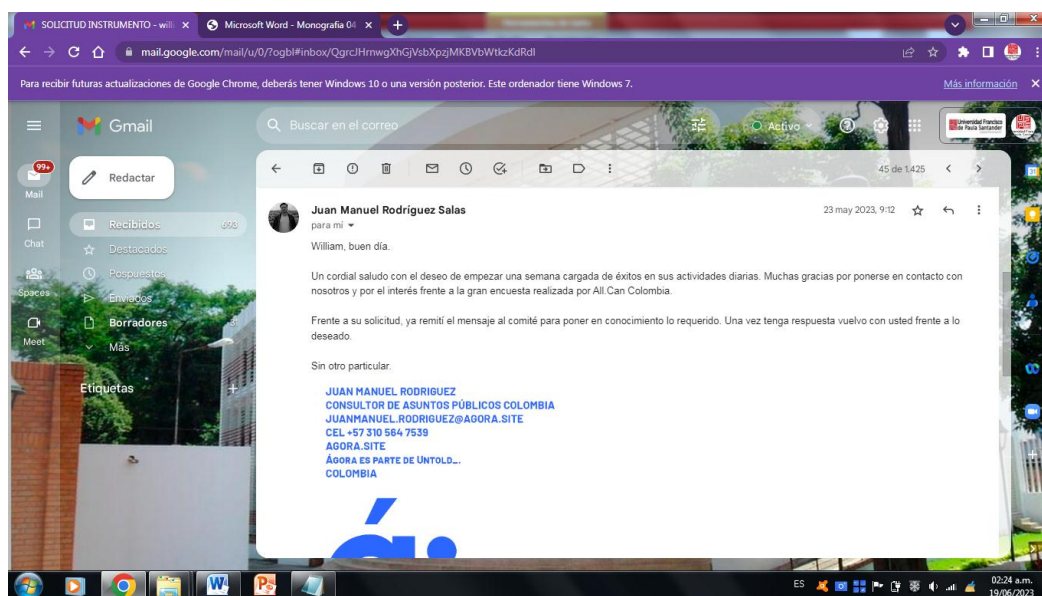 SOLICITUD INSTRUMENTO - willi
Microsoft Word - Monografia 04
mail.google.com/mail/u/0/?ogbl#inbox/QgrcJHrnwgXhGjVsbXpzjMKBVbWtkzKdRdl
Para recibir futuras actualizaciones de Google Chrome, deberás tener Windows 10 o una versión posterior. Este ordenador tiene Windows 7.
Más información
Gmail
Buscar en el correo
Activo
Universidad Francisco
de Paula Santander
99+
Mail
Chat
Spaces
Meet
Redactar
Recibidos 693
Destacados
Pospuestos
Enviados
Borradores
Más
Etiquetas
45 de 1.425
Juan Manuel Rodríguez Salas
23 may 2023, 9:12
para mí
William, buen día.
Un cordial saludo con el deseo de empezar una semana cargada de éxitos en sus actividades diarias. Muchas gracias por ponerse en contacto con
nosotros y por el interés frente a la gran encuesta realizada por All.Can Colombia.
Frente a su solicitud, ya remití el mensaje al comité para poner en conocimiento lo requerido. Una vez tenga respuesta vuelvo con usted frente a lo
deseado.
Sin otro particular.
JUAN MANUEL RODRIGUEZ
CONSULTOR DE ASUNTOS PÚBLICOS COLOMBIA
JUANMANUEL.RODRIGUEZ@AGORA.SITE
CEL +57 310 564 7539
AGORA.SITE
ÁGORA ES PARTE DE UNTOLD_.
COLOMBIA
á:
31
ES
02:24 a.m.
19/06/2023